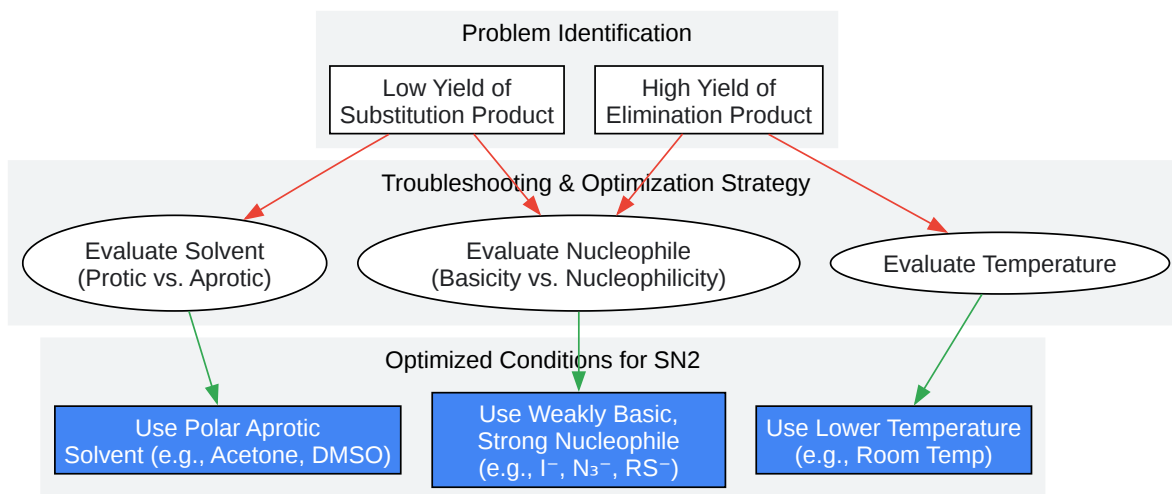 Problem Identification
Low Yield of
Substitution Product
High Yield of
Elimination Product
Troubleshooting & Optimization Strategy
Evaluate Solvent
(Protic vs. Aprotic)
Evaluate Nucleophile
(Basicity vs. Nucleophilicity)
Evaluate Temperature
Optimized Conditions for SN2
Use Polar Aprotic
Solvent (e.g., Acetone, DMSO)
Use Weakly Basic,
Strong Nucleophile
(e.g., I⁻, N₃⁻, RS⁻)
Use Lower Temperature
(e.g., Room Temp)